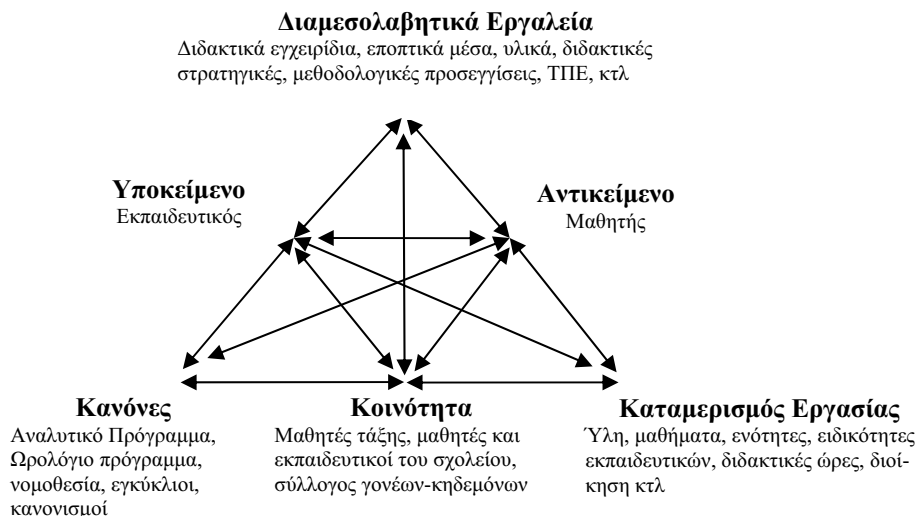 Διαμεσολαβητικά Εργαλεία
Διδακτικά εγχειρίδια, εποπτικά μέσα, υλικά, διδακτικές
στρατηγικές, μεθοδολογικές προσεγγίσεις, ΤΠΕ, κτλ
Υποκείμενο
Εκπαιδευτικός
Αντικείμενο
Μαθητής
Κανόνες
Αναλυτικό Πρόγραμμα,
Ωρολόγιο πρόγραμμα,
νομοθεσία, εγκύκλιοι,
κανονισμοί
Κοινότητα
Μαθητές τάξης, μαθητές και
εκπαιδευτικοί του σχολείου,
σύλλογος γονέων-κηδεμόνων
Καταμερισμός Εργασίας
Ύλη, μαθήματα, ενότητες, ειδικότητες
εκπαιδευτικών, διδακτικές ώρες, διοί-
κηση κτλ